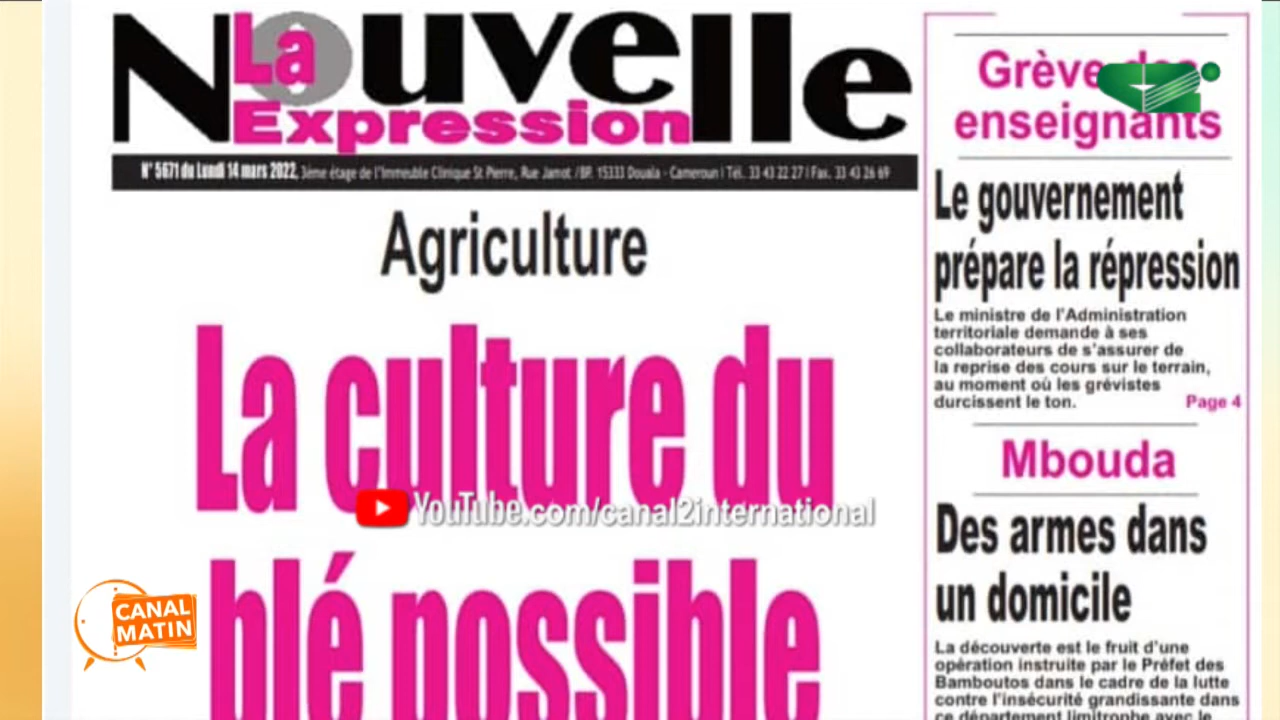 La Nouvelle
Expression
N° 5671 du Lundi 14 mars 2022, 3ème étage de l'Immeuble Clinique St Pierre, Rue Jamot /BP. 15333 Douala - Cameroun | Tél. 33 43 22 27 | Fax. 33 43 26 69
Agriculture
La culture du
blé possible
Grève des
enseignants
Le gouvernement
prépare la répression
Le ministre de l'Administration
territoriale demande à ses
collaborateurs de s'assurer de
la reprise des cours sur le terrain,
au moment où les grévistes
durcissent le ton. Page 4
Mbouda
Des armes dans
un domicile
La découverte est le fruit d'une
opération instruite par le Préfet des
Bamboutos dans le cadre de la lutte
contre l'insécurité grandissante dans
ce département limitrophe avec le
YouTube.com/canal2international
CANAL
MATIN